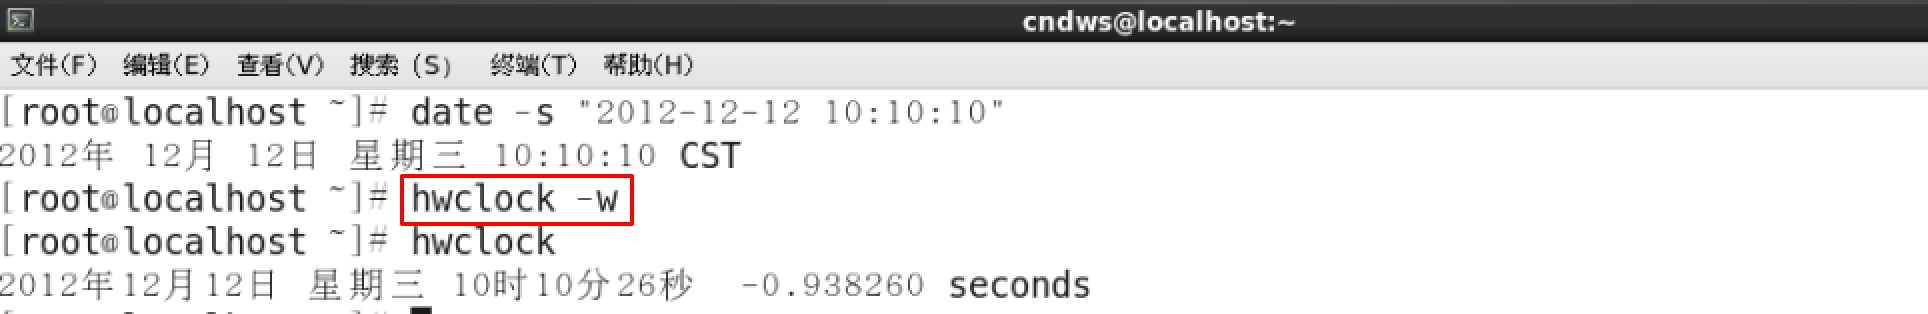 cndws@localhost:~
文件(F) 编辑(E) 查看(V) 搜索 (S) 终端(T) 帮助(H)
[root@localhost ~]# date -s "2012-12-12 10:10:10"
2012年 12月 12日 星期三 10:10:10 CST
[root@localhost ~]# hwclock -w
[root@localhost ~]# hwclock
2012年12月12日 星期三 10时10分26秒  -0.938260 seconds